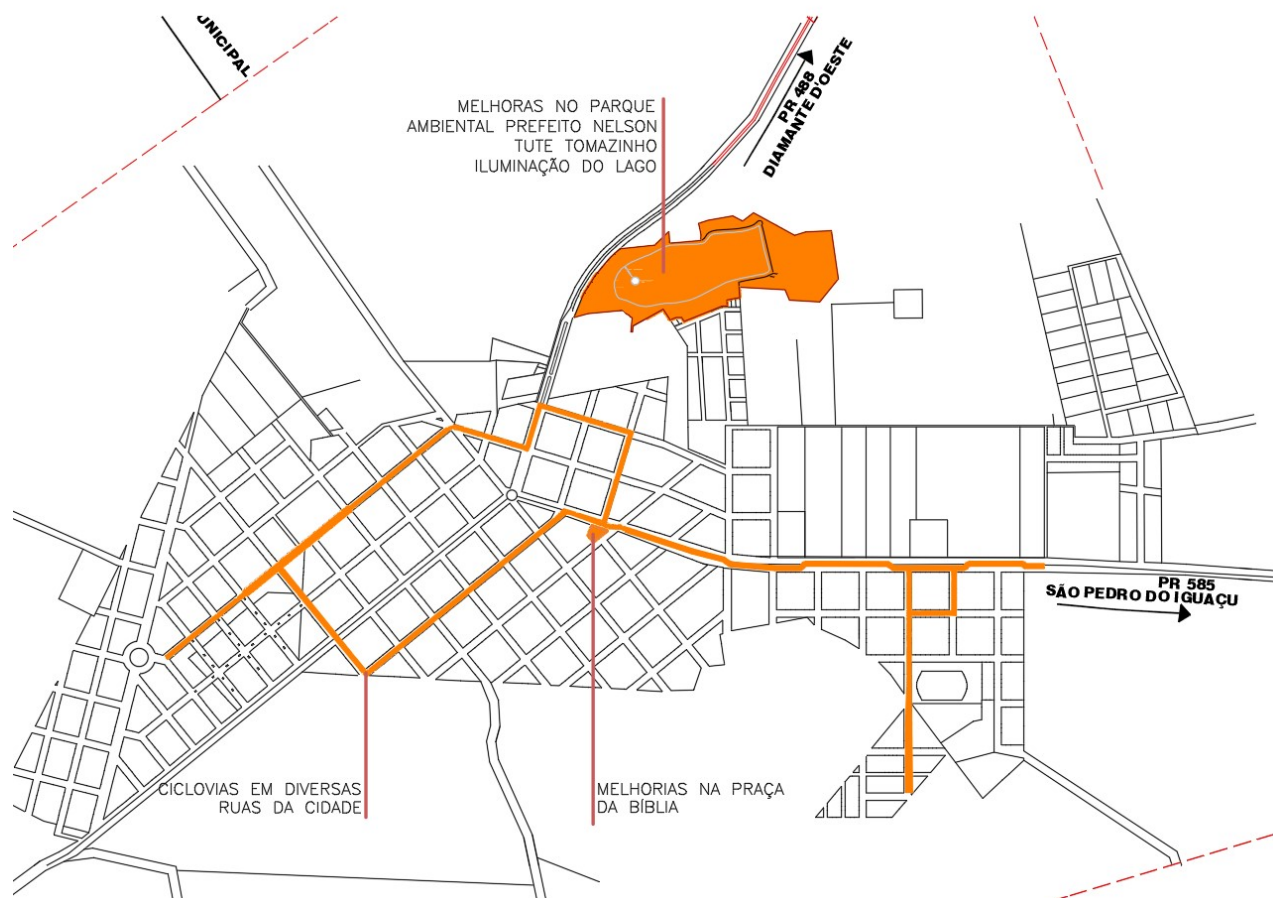 UNICIPAL
MELHORAS NO PARQUE
AMBIENTAL PREFEITO NELSON
TUTE TOMAZINHO
ILUMINAÇÃO DO LAGO
PR 488
DIAMANTE D'OESTE
PR 585
SÃO PEDRO DO IGUAÇU
CICLOVIAS EM DIVERSAS
RUAS DA CIDADE
MELHORIAS NA PRAÇA
DA BÍBLIA